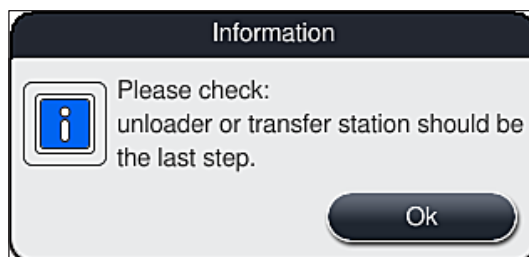 Information
Please check:
unloader or transfer station should be
the last step.
Ok